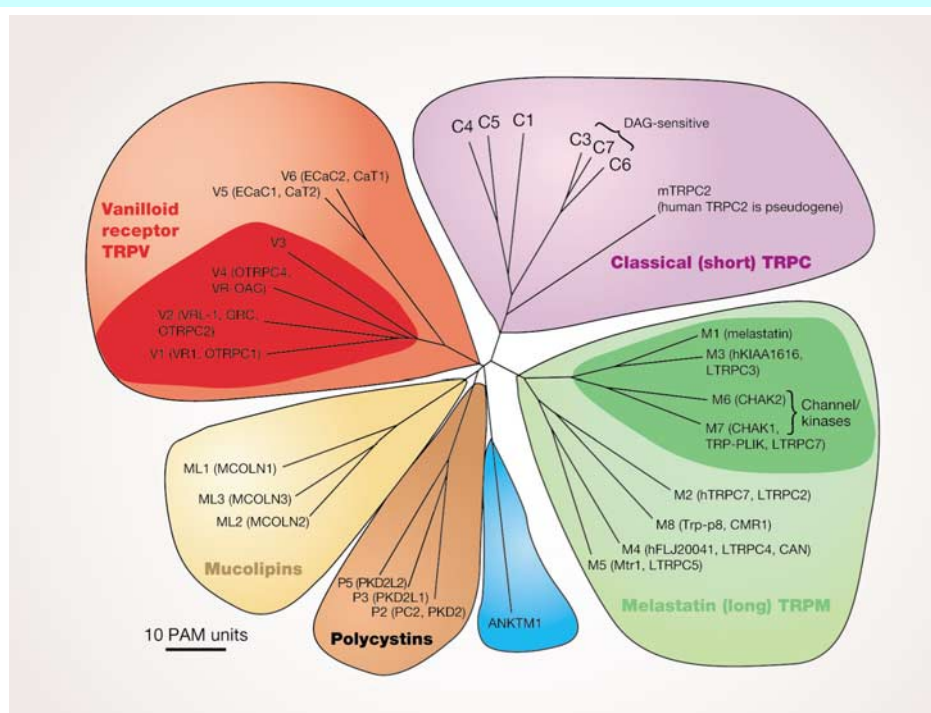 C4 C5 C1
DAG-sensitive
C3 C7 C6
mTRPC2
(human TRPC2 is pseudogene)
Classical (short) TRPC
V6 (ECaC2, CaT1)
V5 (ECaC1, CaT2)
Vanilloid
receptor
TRPV
V3
V4 (OTRPC4,
VR-OAC)
V2 (VRL-1, GRC,
OTRPC2)
V1 (VR1, OTRPC1)
M1 (melastatin)
M3 (hKIAA1616,
LTRPC3)
M6 (CHAK2)
Channel/
kinases
M7 (CHAK1,
TRP-PLIK, LTRPC7)
M2 (hTRPC7, LTRPC2)
M8 (Trp-p8, CMR1)
M4 (hFLJ20041, LTRPC4, CAN)
M5 (Mtr1, LTRPC5)
Melastatin (long) TRPM
ML1 (MCOLN1)
ML3 (MCOLN3)
ML2 (MCOLN2)
Mucolipins
P5 (PKD2L2)
P3 (PKD2L1)
P2 (PC2, PKD2)
Polycystins
ANKTM1
10 PAM units